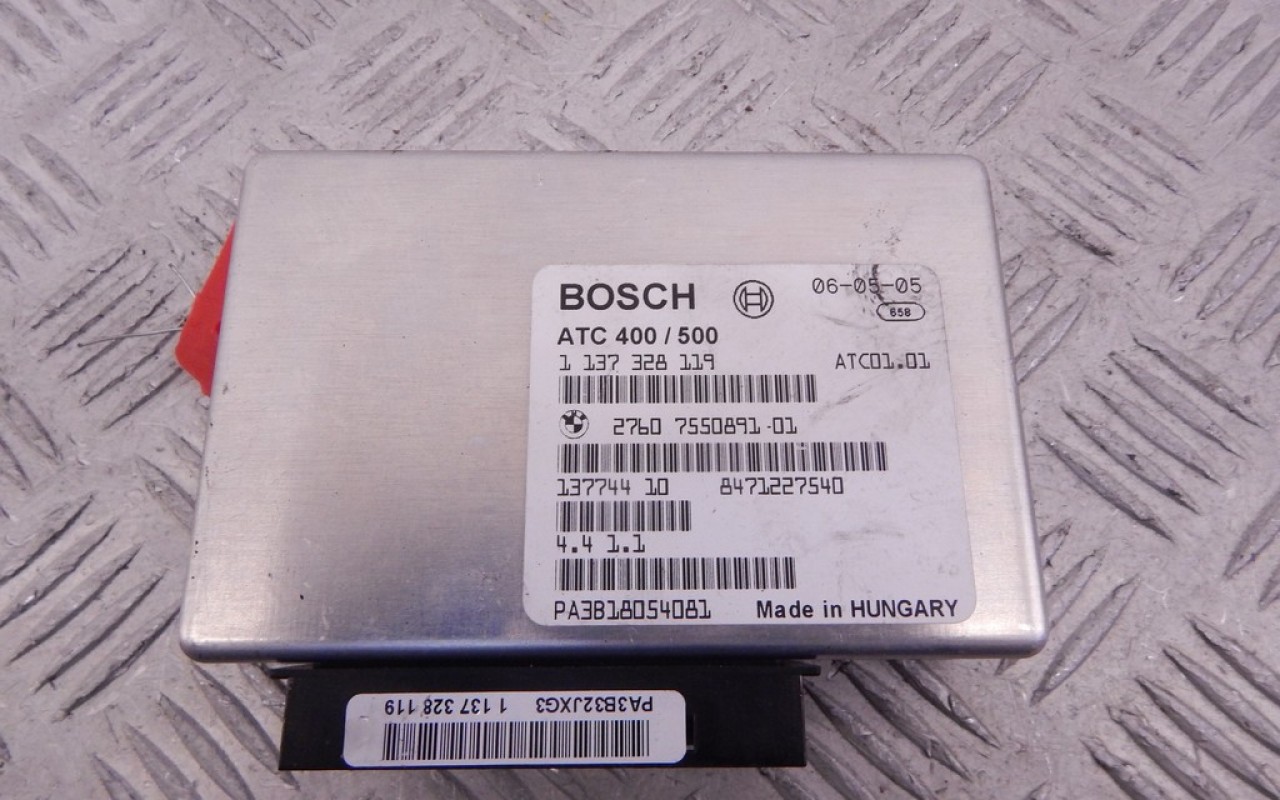 BOSCH 06-05-05
658
ATC 400 / 500
1 137 328 119 ATC01.01
2760 7550891-01
137744 10 8471227540
4.4 1.1
PA3B18054081 Made in HUNGARY
PA3B32JXG3 1 137 328 119